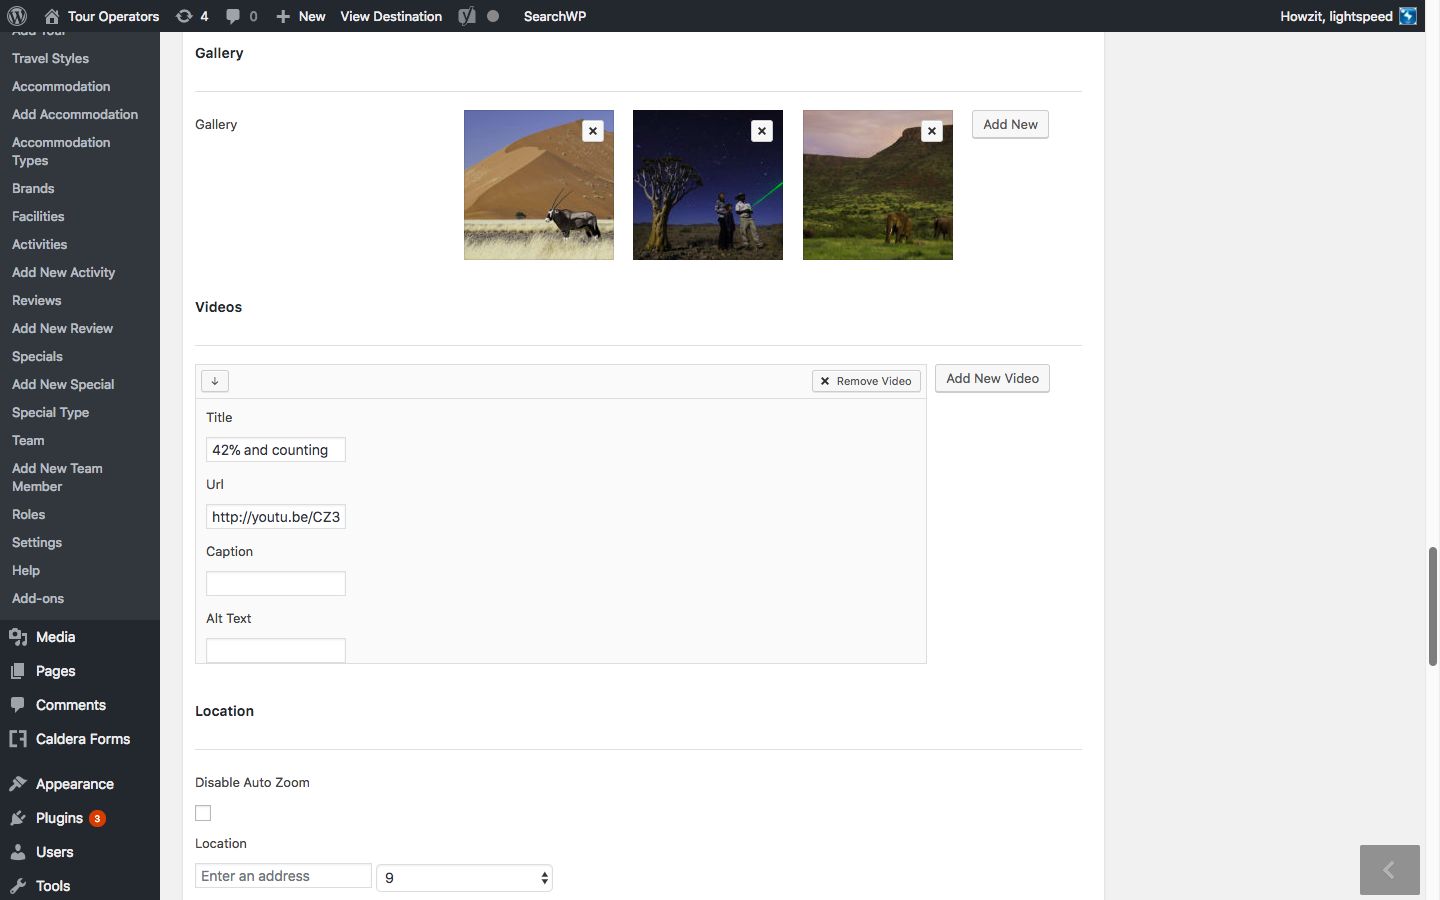 Tour Operators
4
0
New
View Destination
SearchWP
Howzit, lightspeed
Add Tour
Travel Styles
Accommodation
Add Accommodation
Accommodation
Types
Brands
Facilities
Activities
Add New Activity
Reviews
Add New Review
Specials
Add New Special
Special Type
Team
Add New Team
Member
Roles
Settings
Help
Add-ons
Media
Pages
Comments
Caldera Forms
Appearance
Plugins 3
Users
Tools
Gallery
Gallery
Add New
Videos
Remove Video
Add New Video
Title
42% and counting
Url
http://youtu.be/CZ3
Caption
Alt Text
Location
Disable Auto Zoom
Location
Enter an address
9